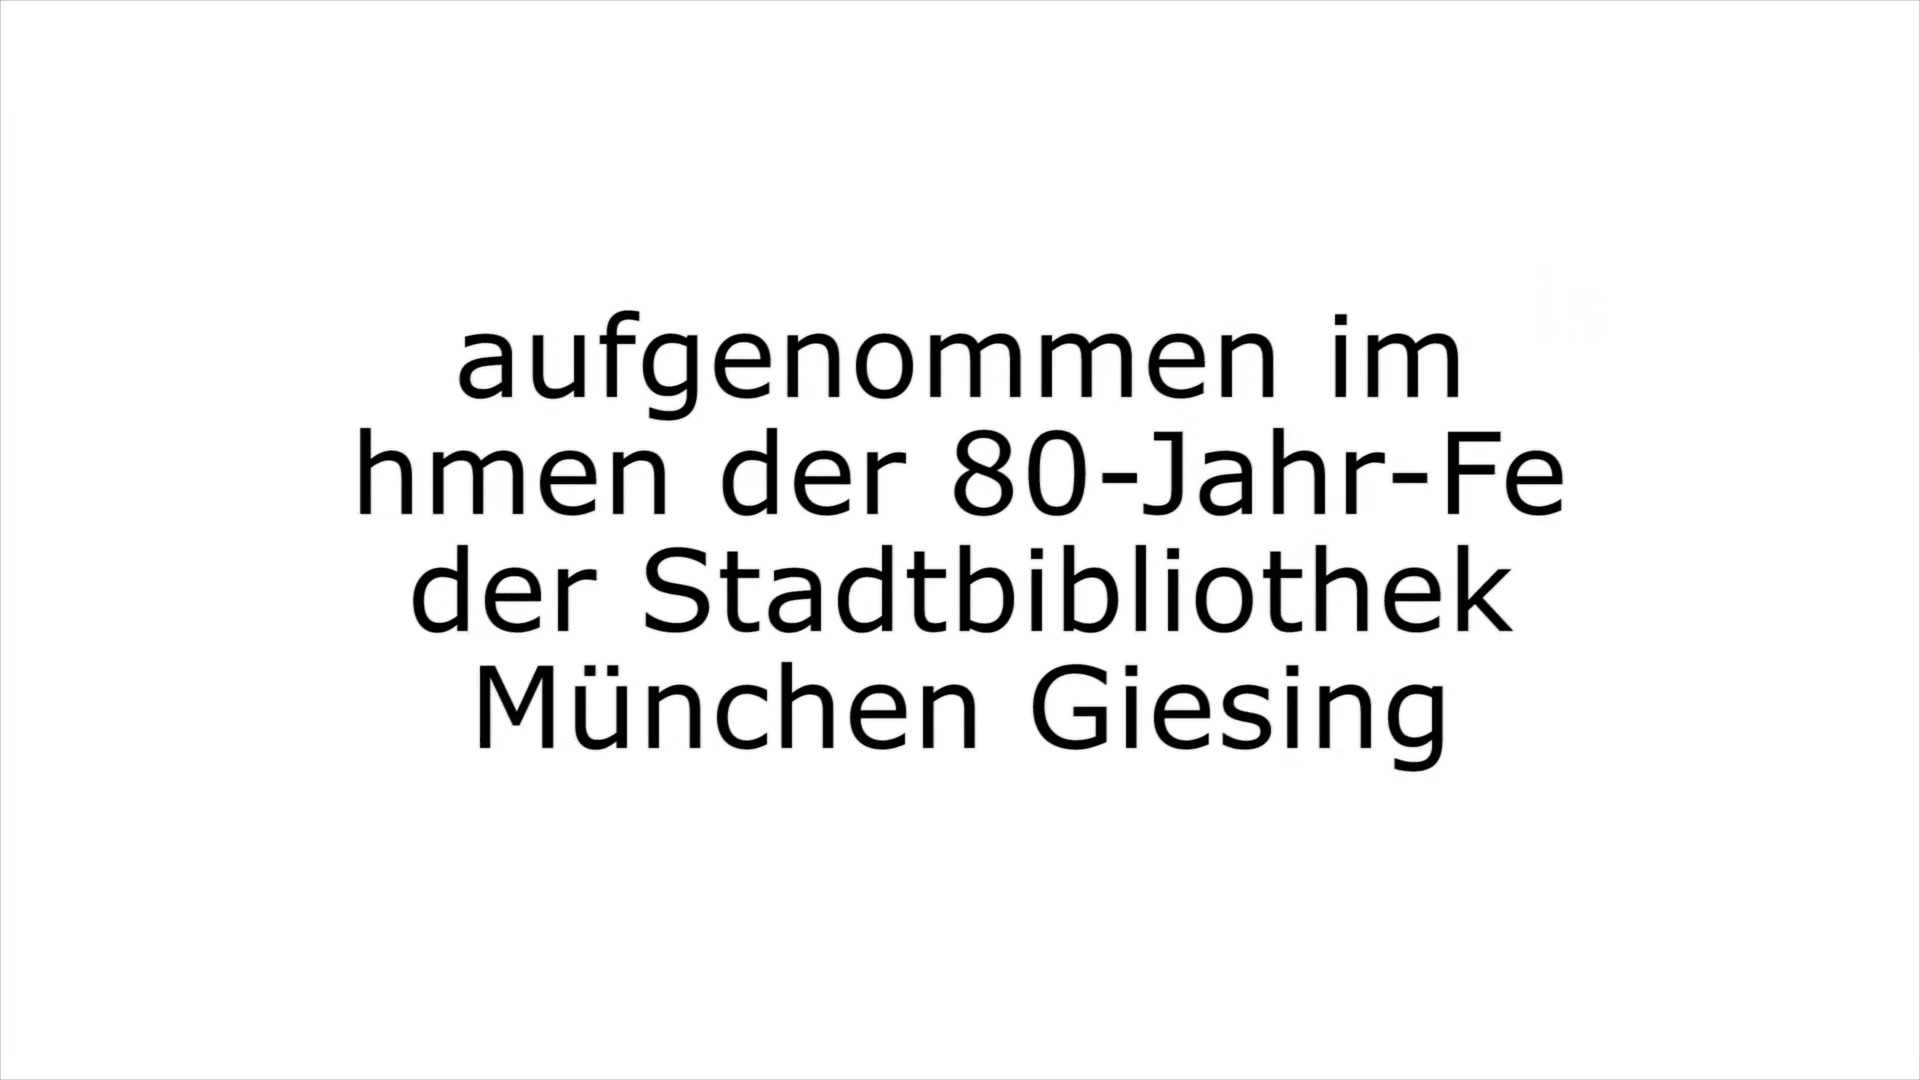 aufgenommen im
hmen der 80-Jahr-Fe
der Stadtbibliothek
München Giesing